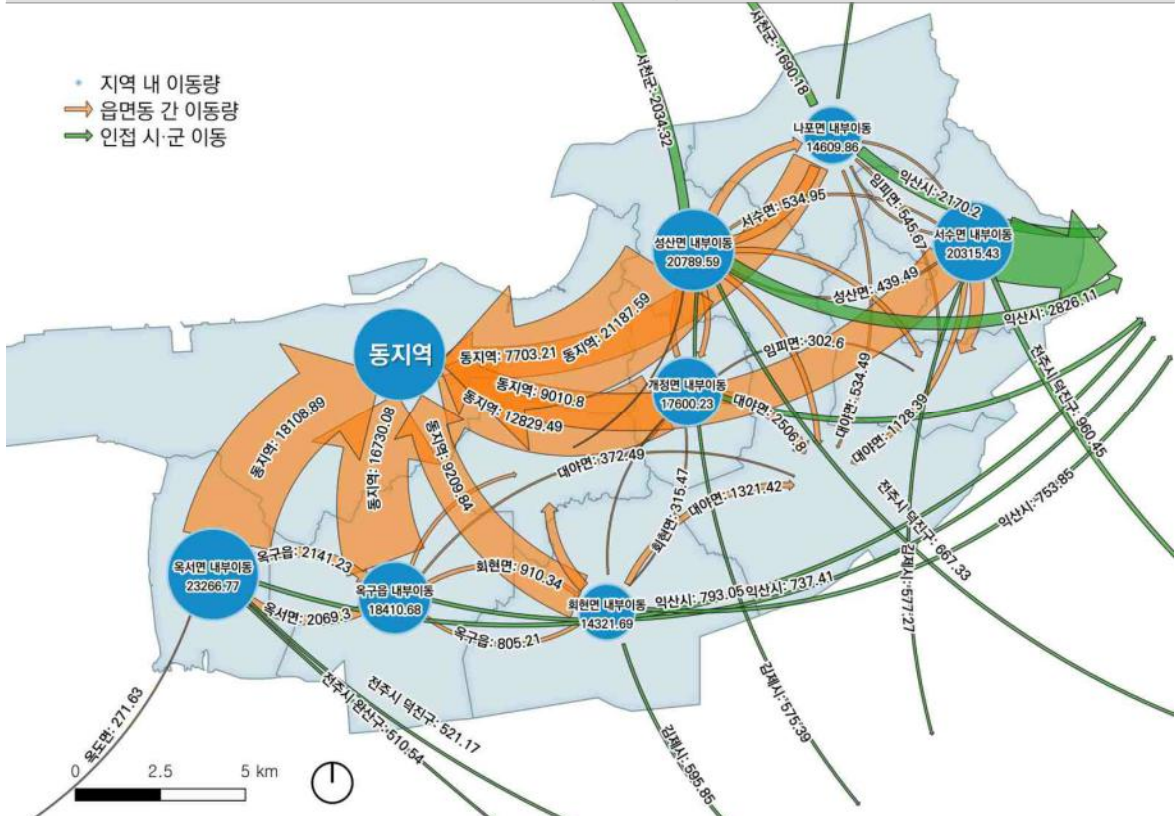 지역 내 이동량
읍면동 간 이동량
인접 시·군 이동
서천군: 2034.32
서천군: 1690.18
나포면 내부이동
14609.86
익산시: 2170.2
임피면: 545.67
서수면: 534.95
성산면 내부이동
20789.59
서수면 내부이동
20315.43
성산면: 439.49
익산시: 2826.11
동지역
동지역: 7703.21
동지역: 21187.59
동지역: 9010.8
동지역: 12829.49
임피면: 302.6
개정면 내부이동
17600.23
대야면: 2506.8
대야면: 534.49
대야면: 1128.39
전주시 덕진구: 960.45
동지역: 18108.89
동지역: 16730.08
동지역: 9209.84
대야면: 372.49
회현면: 315.47
대야면: 1321.42
전주시 덕진구: 667.33
김제시: 577.27
익산시: 753.85
옥서면 내부이동
23266.77
옥구읍: 2141.23
옥서면: 2069.3
옥구읍 내부이동
18410.68
회현면: 910.34
옥구읍: 805.21
회현면 내부이동
14321.69
익산시: 793.05
익산시: 737.41
김제시: 575.39
김제시: 595.85
전주시 덕진구: 521.17
전주시 완산구: 510.54
옥도면: 271.63
0 2.5 5 km